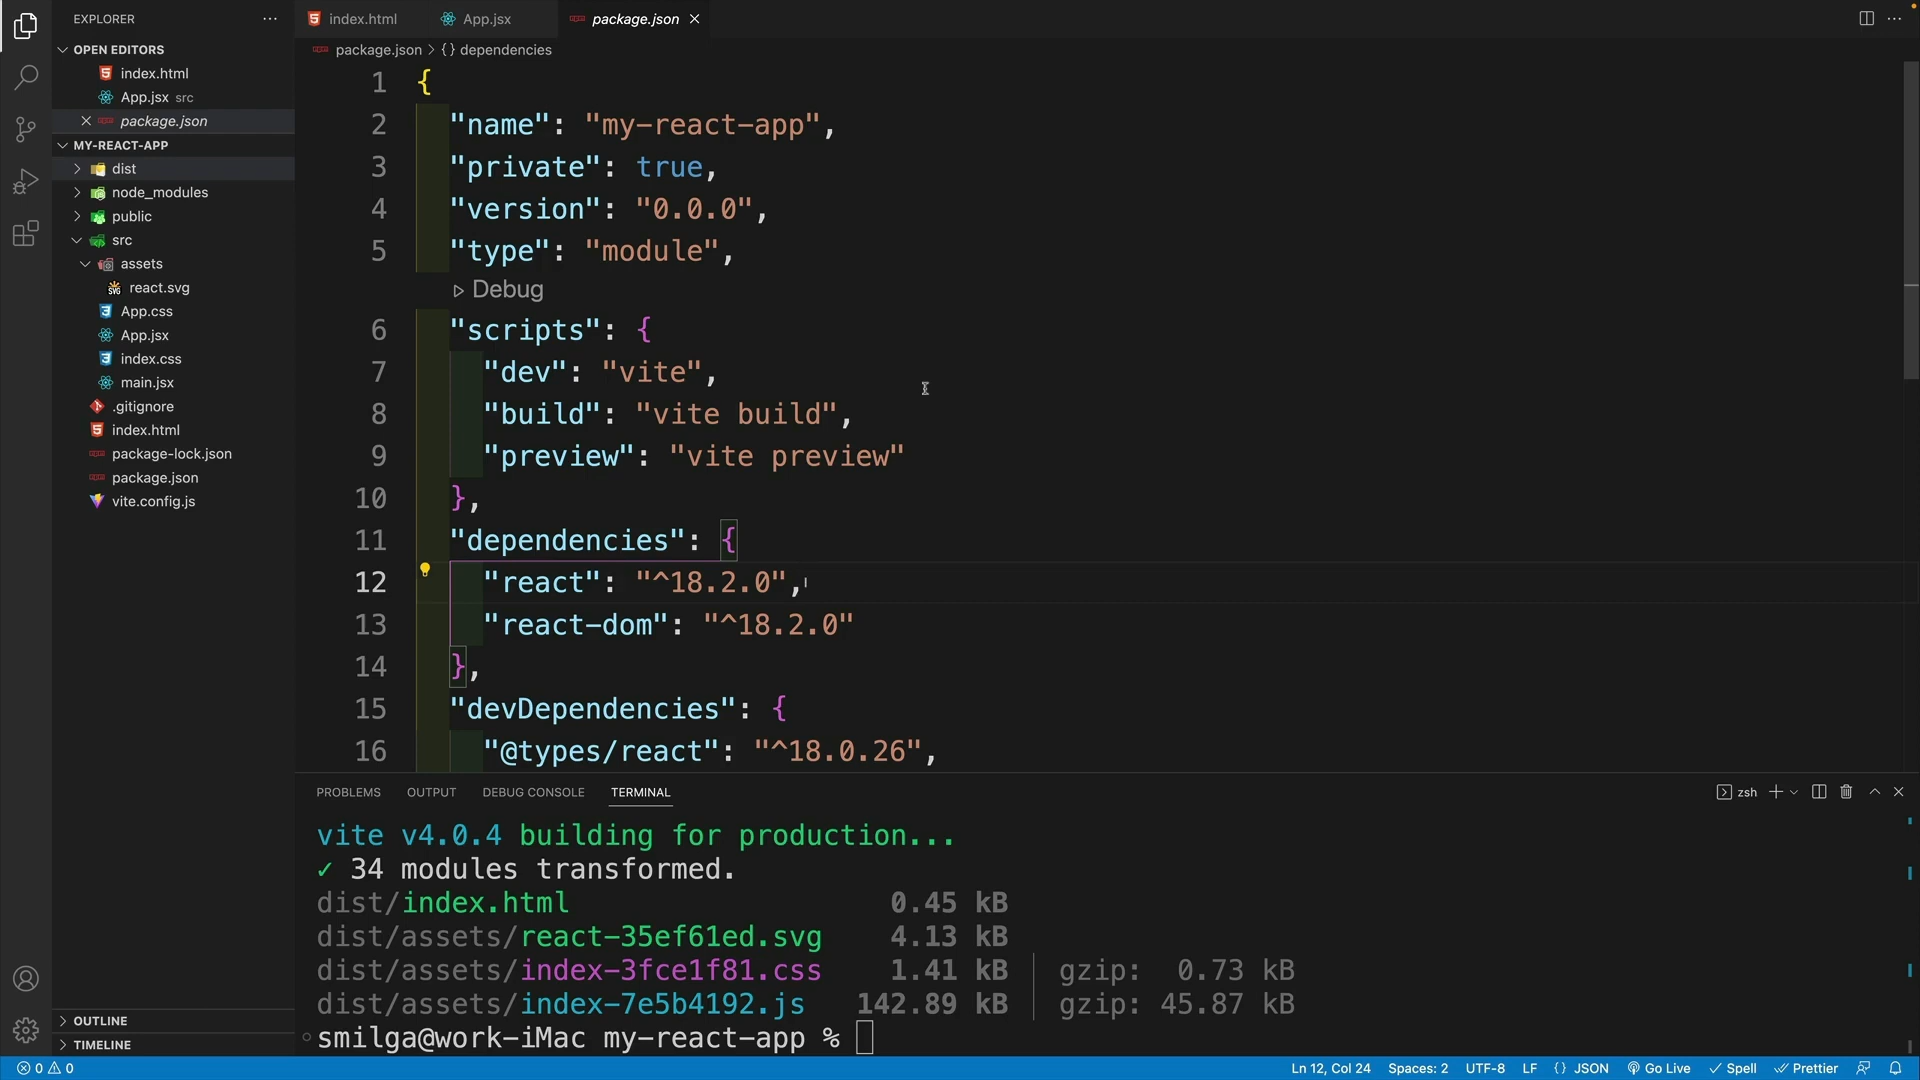 EXPLORER
OPEN EDITORS
index.html
App.jsx src
package.json
MY-REACT-APP
dist
node_modules
public
src
assets
react.svg
App.css
App.jsx
index.css
main.jsx
.gitignore
index.html
package-lock.json
package.json
vite.config.js
OUTLINE
TIMELINE
index.html
App.jsx
package.json
package.json > {} dependencies
1 {
2 "name": "my-react-app",
3 "private": true,
4 "version": "0.0.0",
5 "type": "module",
Debug
6 "scripts": {
7 "dev": "vite",
8 "build": "vite build",
9 "preview": "vite preview"
10 },
11 "dependencies": {
12 "react": "^18.2.0",
13 "react-dom": "^18.2.0"
14 },
15 "devDependencies": {
16 "@types/react": "^18.0.26",
PROBLEMS OUTPUT DEBUG CONSOLE TERMINAL zsh
vite v4.0.4 building for production...
✓ 34 modules transformed.
dist/index.html 0.45 kB
dist/assets/react-35ef61ed.svg 4.13 kB
dist/assets/index-3fce1f81.css 1.41 kB │ gzip: 0.73 kB
dist/assets/index-7e5b4192.js 142.89 kB │ gzip: 45.87 kB
smilga@work-iMac my-react-app %
0 0 Ln 12, Col 24 Spaces: 2 UTF-8 LF {} JSON Go Live Spell Prettier